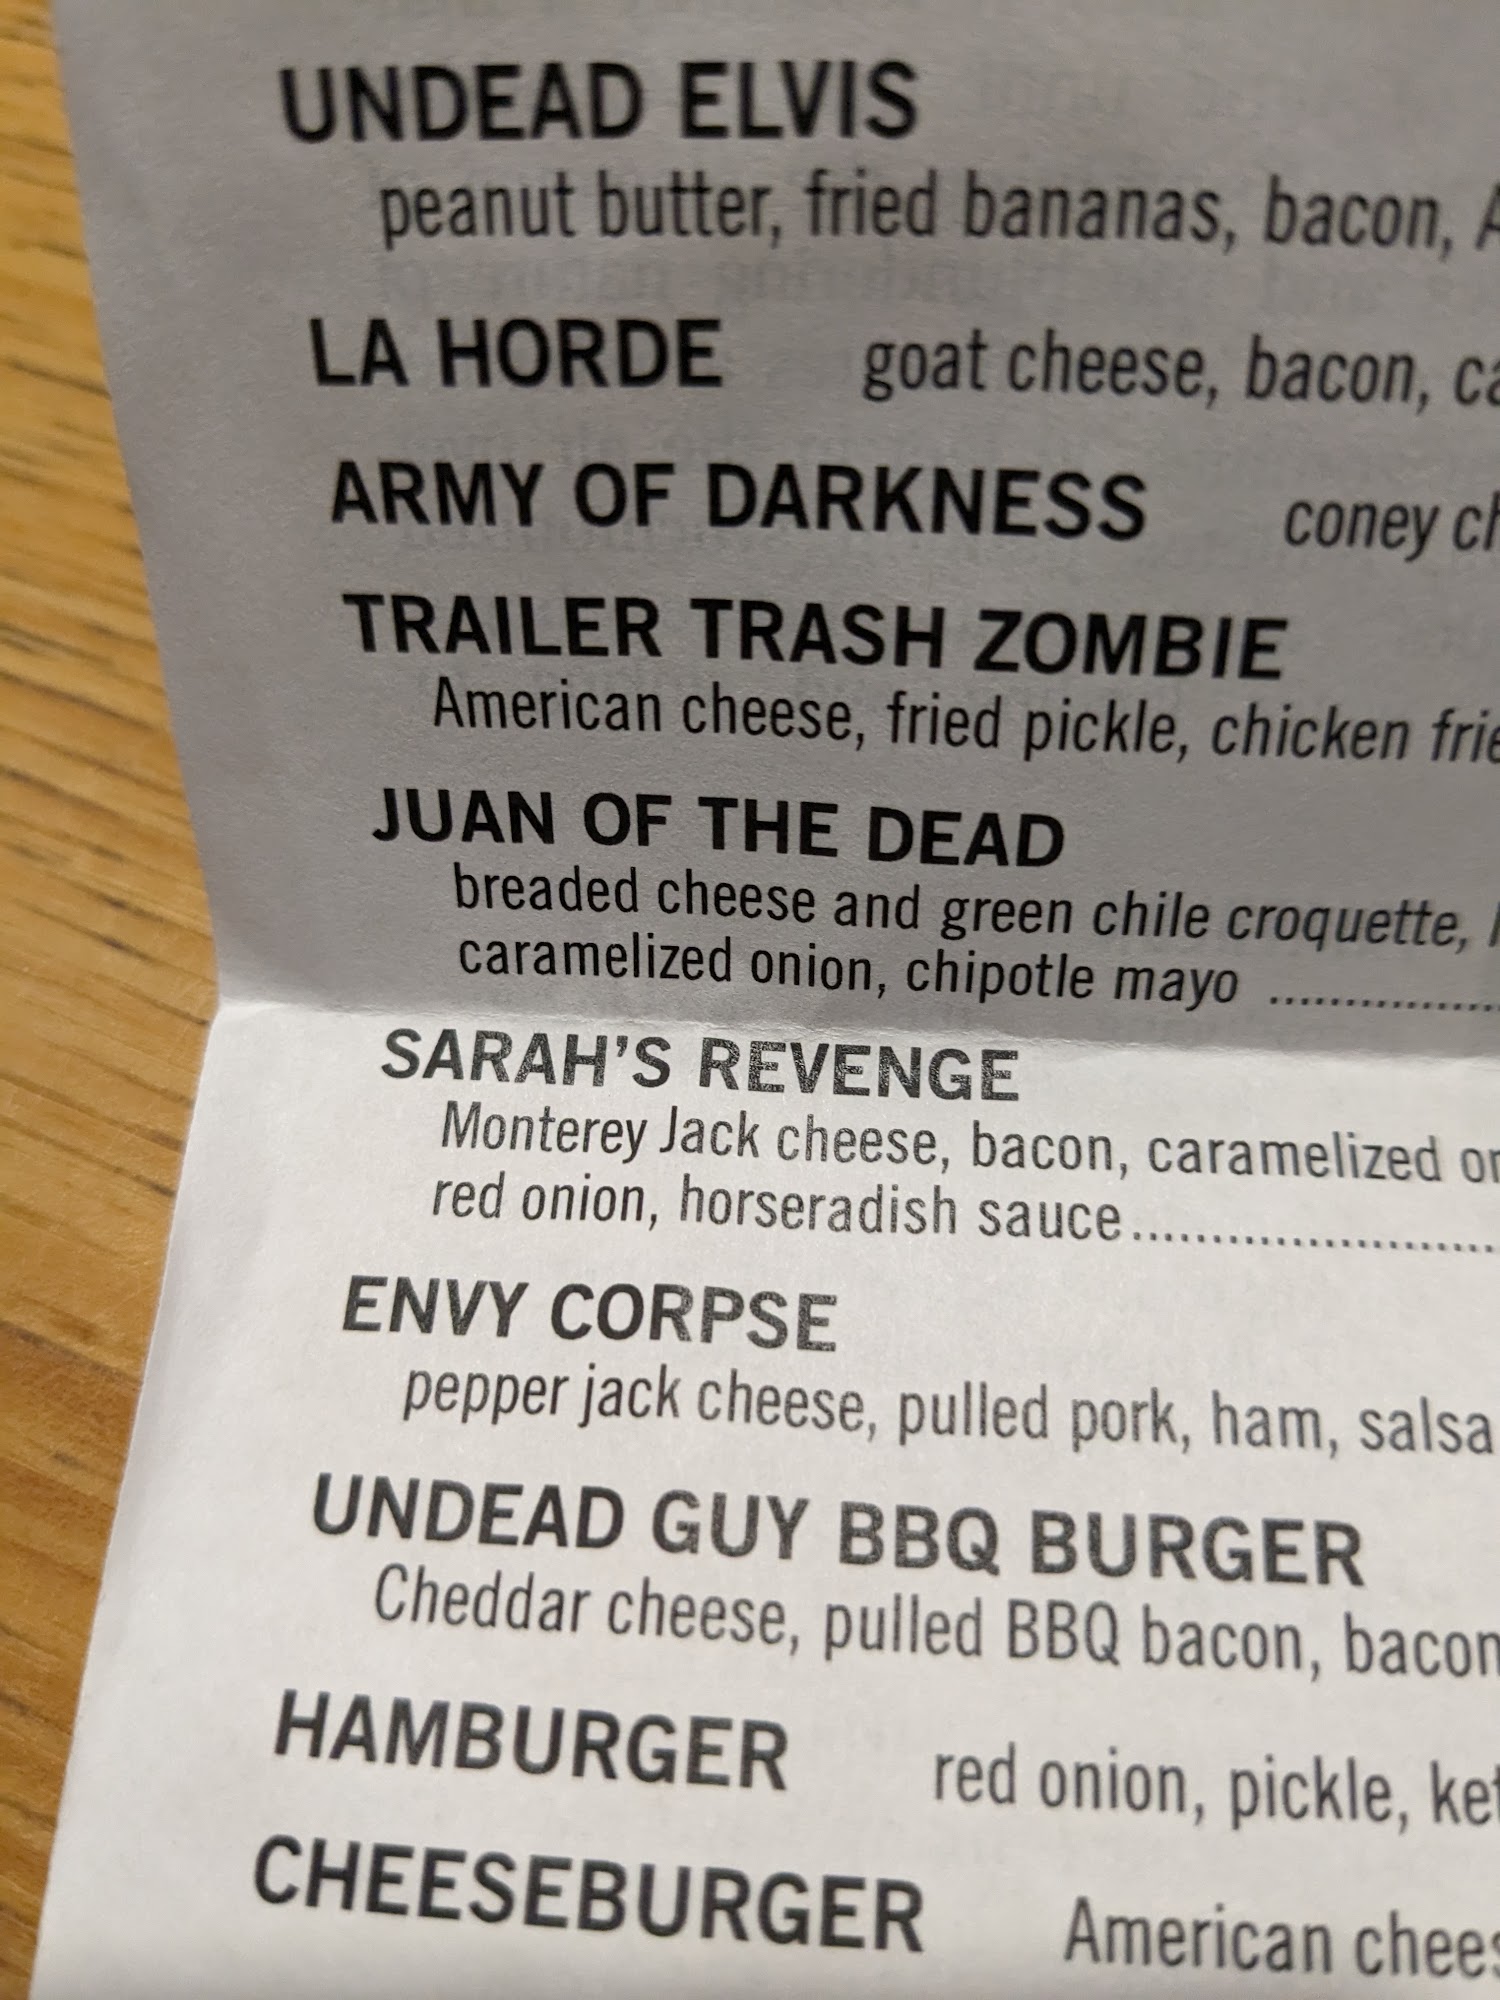 UNDEAD ELVIS
peanut butter, fried bananas, bacon,
LA HORDE goat cheese, bacon,
ARMY OF DARKNESS coney
TRAILER TRASH ZOMBIE
American cheese, fried pickle, chicken
JUAN OF THE DEAD
breaded cheese and green chile croquette,
caramelized onion, chipotle mayo ................
SARAH'S REVENGE
Monterey Jack cheese, bacon, caramelized
red onion, horseradish sauce........................
ENVY CORPSE
pepper jack cheese, pulled pork, ham, salsa
UNDEAD GUY BBQ BURGER
Cheddar cheese, pulled BBQ bacon, bacon
HAMBURGER red onion, pickle,
CHEESEBURGER American